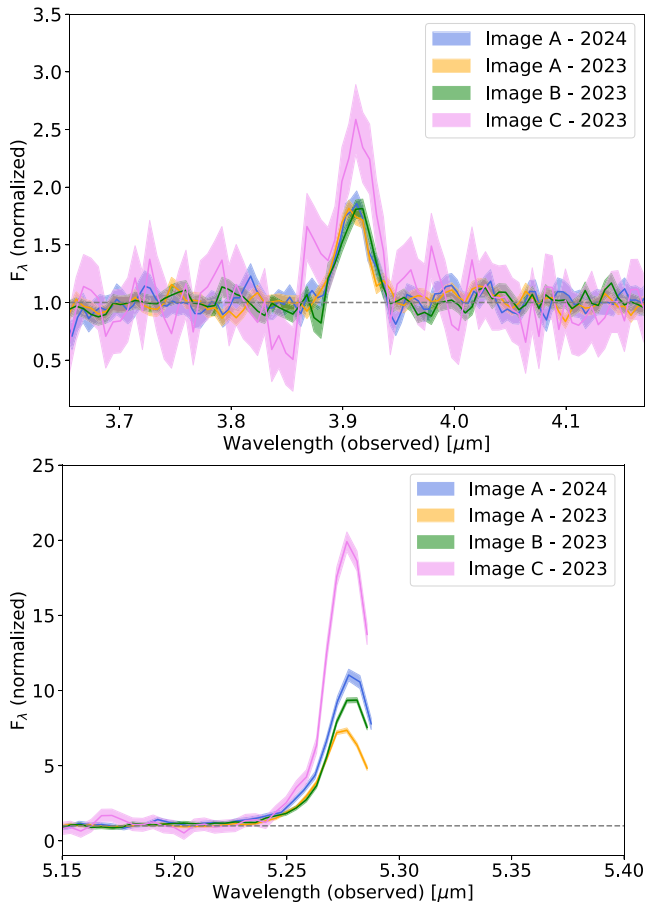 3.5
3.0
2.5
2.0
1.5
1.0
0.5
F_λ (normalized)
Image A - 2024
Image A - 2023
Image B - 2023
Image C - 2023
3.7 3.8 3.9 4.0 4.1
Wavelength (observed) [μm]
25
20
15
10
5
0
F_λ (normalized)
Image A - 2024
Image A - 2023
Image B - 2023
Image C - 2023
5.15 5.20 5.25 5.30 5.35 5.40
Wavelength (observed) [μm]